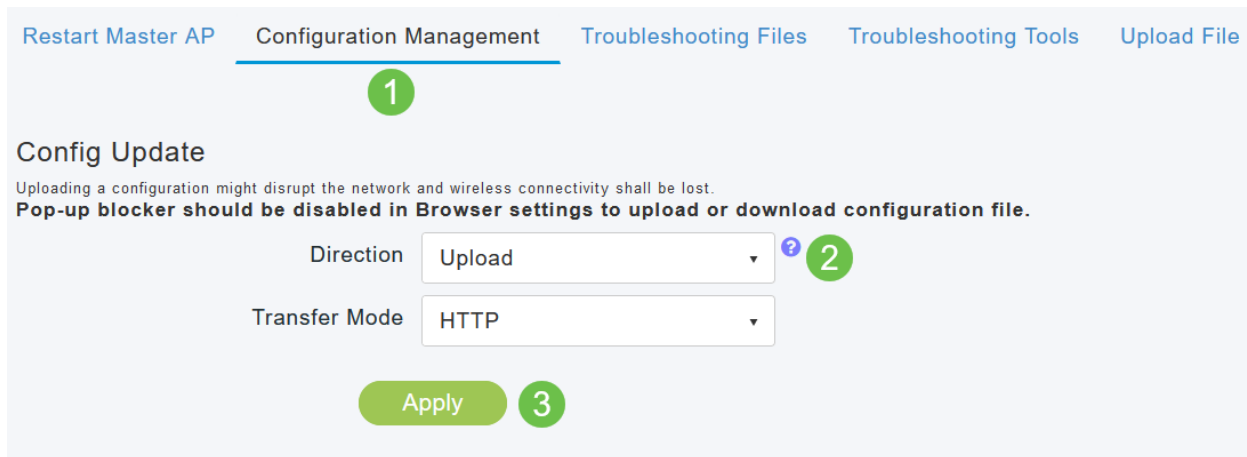 Restart Master AP Configuration Management Troubleshooting Files Troubleshooting Tools Upload File
1
Config Update
Uploading a configuration might disrupt the network and wireless connectivity shall be lost.
Pop-up blocker should be disabled in Browser settings to upload or download configuration file.
Direction Upload ? 2
Transfer Mode HTTP
Apply 3